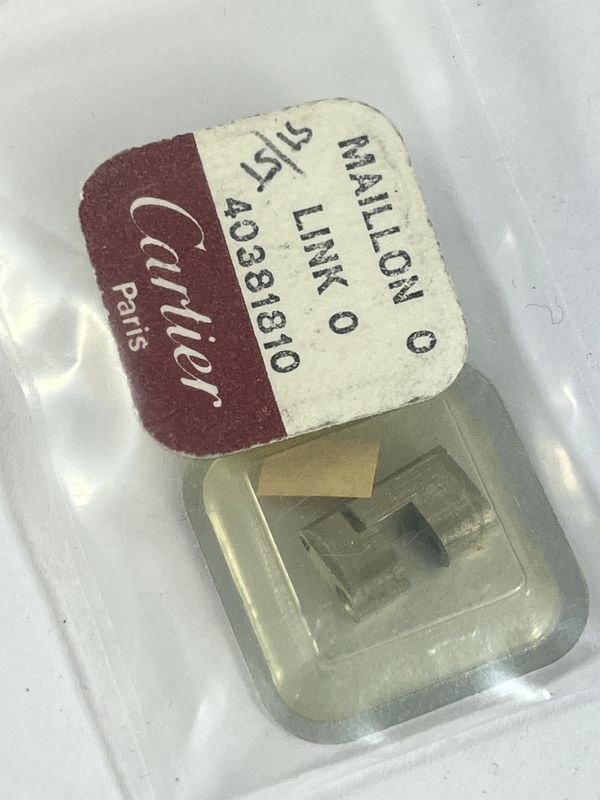 MAILLON 0
LINK 0
40381810
Cartier
Paris